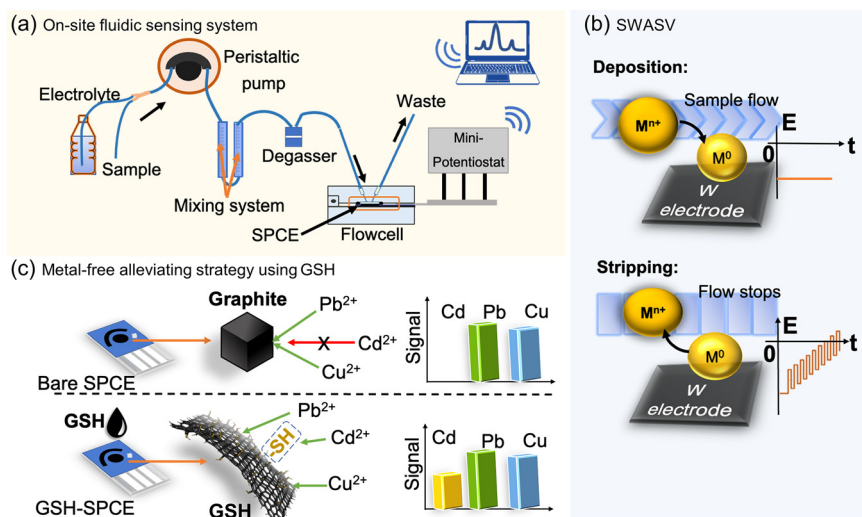 (a) On-site fluidic sensing system
Peristaltic
pump
Electrolyte
Sample
Mixing system
Degasser
Waste
Mini-
Potentiostat
SPCE
Flowcell
(b) SWASV
Deposition:
Sample flow
Mⁿ⁺
M⁰
E
0
t
W
electrode
Stripping:
Flow stops
Mⁿ⁺
M⁰
E
0
t
W
electrode
(c) Metal-free alleviating strategy using GSH
Graphite
Pb²⁺
X
Cd²⁺
Cu²⁺
Bare SPCE
Signal
Cd Pb Cu
GSH
Pb²⁺
-SH
Cd²⁺
Cu²⁺
GSH-SPCE
GSH
Signal
Cd Pb Cu